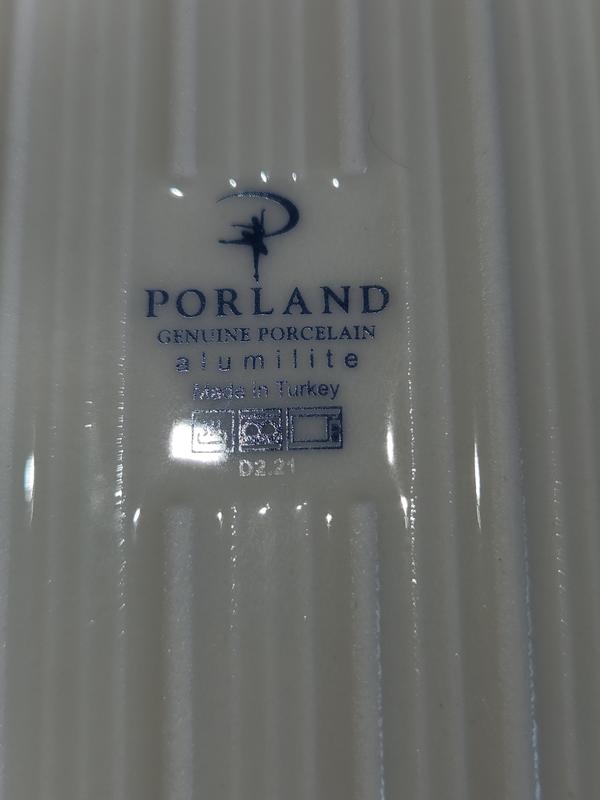 PORLAND
GENUINE PORCELAIN
alumilite
Made in Turkey
D2.21